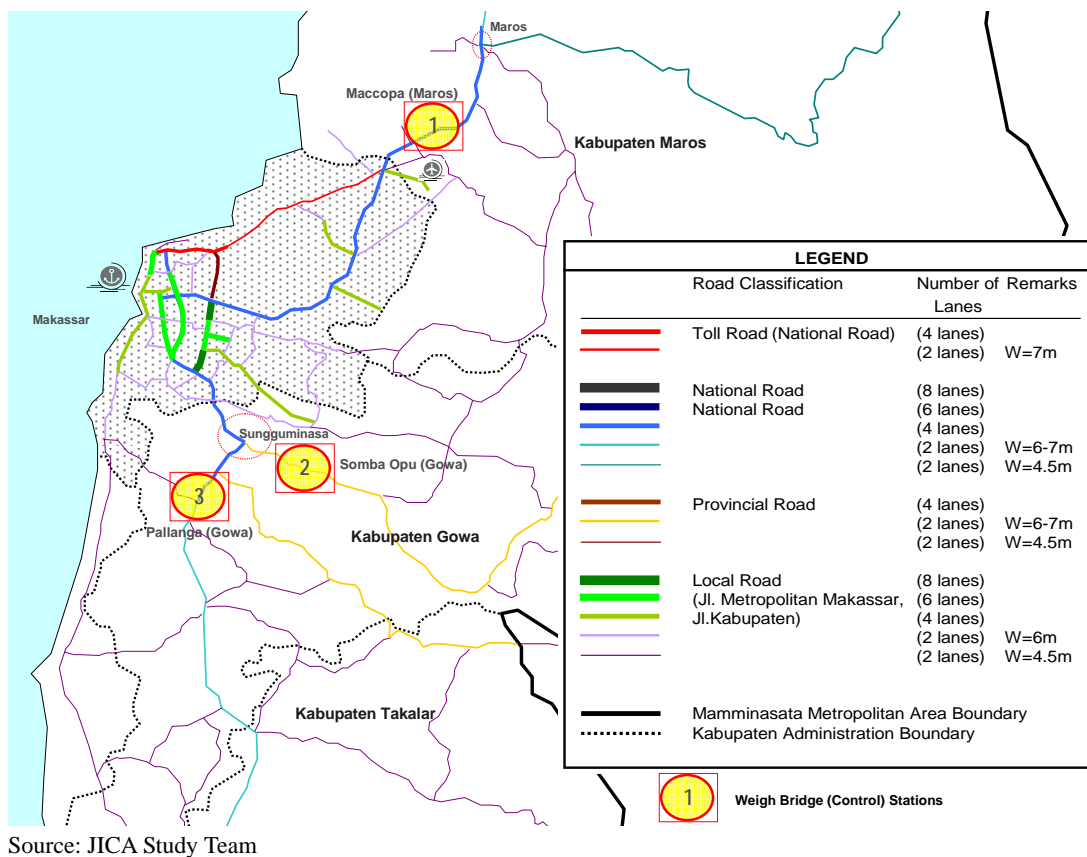 Maros
Maccopa (Maros)
1
Kabupaten Maros
Makassar
Sungguminasa
2
Somba Opu (Gowa)
3
Pallanga (Gowa)
Kabupaten Gowa
Kabupaten Takalar
LEGEND
Road Classification Number of Lanes Remarks
Toll Road (National Road) (4 lanes)
(2 lanes) W=7m
National Road (8 lanes)
National Road (6 lanes)
(4 lanes)
(2 lanes) W=6-7m
(2 lanes) W=4.5m
Provincial Road (4 lanes)
(2 lanes) W=6-7m
(2 lanes) W=4.5m
Local Road (8 lanes)
(Jl. Metropolitan Makassar, (6 lanes)
Jl.Kabupaten) (4 lanes)
(2 lanes) W=6m
(2 lanes) W=4.5m
Mamminasata Metropolitan Area Boundary
Kabupaten Administration Boundary
1 Weigh Bridge (Control) Stations
Source: JICA Study Team